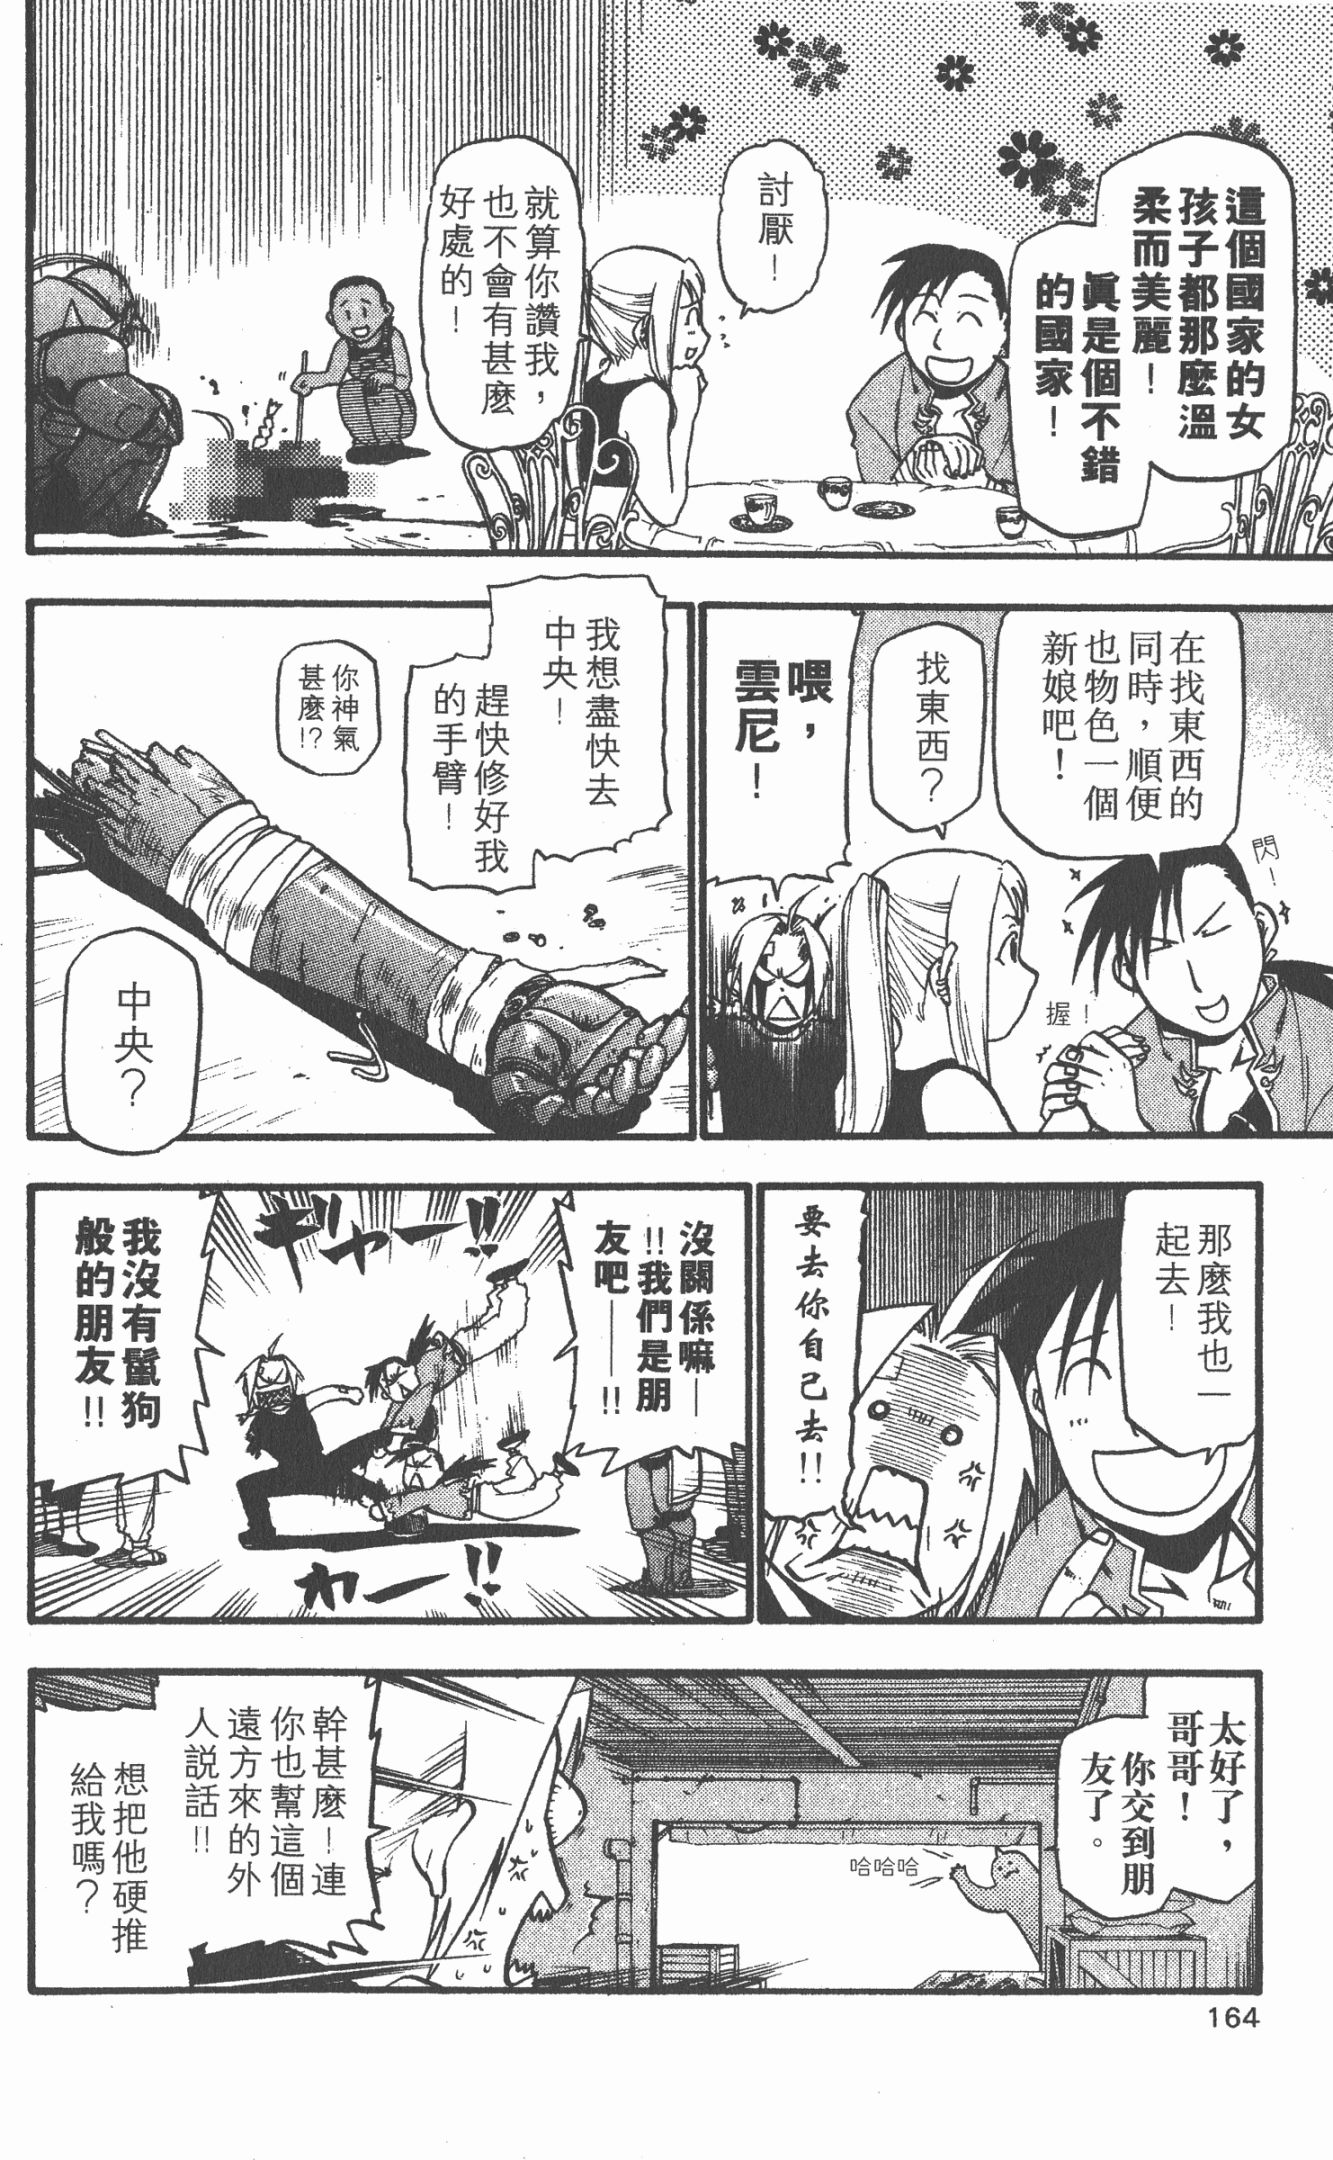 這個國家的女
孩子都那麼溫
柔而美麗！
真是個不錯
的國家！
討厭！
就算你讚我，
也不會有甚麼
好處的！
在找東西的
同時，順便
也物色一個
新娘吧！
閃！
握！
找東西？
喂，
雲尼！
我想盡快去
中央！
趕快修好我
的手臂！
你神氣
甚麼!?
中央？
那麼我也一
起去！
要去你自己去!!
沒關係嘛—
!!我們是朋
友吧——!!
ギャー!!
わー!!
我沒有鬣狗
般的朋友!!
太好了，
哥哥！
你交到朋
友了。
哈哈哈
幹甚麼！連
你也幫這個
遠方來的外
人說話!!
想把他硬推
給我嗎？
164